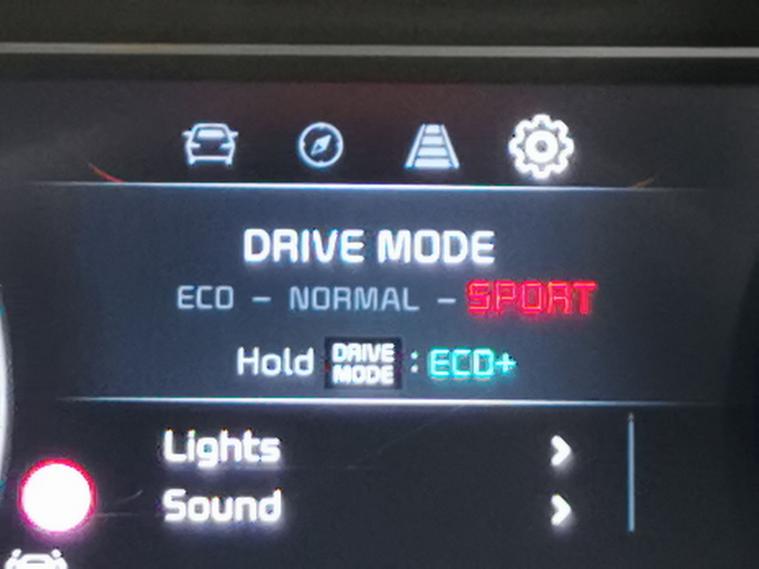 DRIVE MODE
ECO - NORMAL - SPORT
Hold DRIVE MODE : ECO+
Lights
Sound